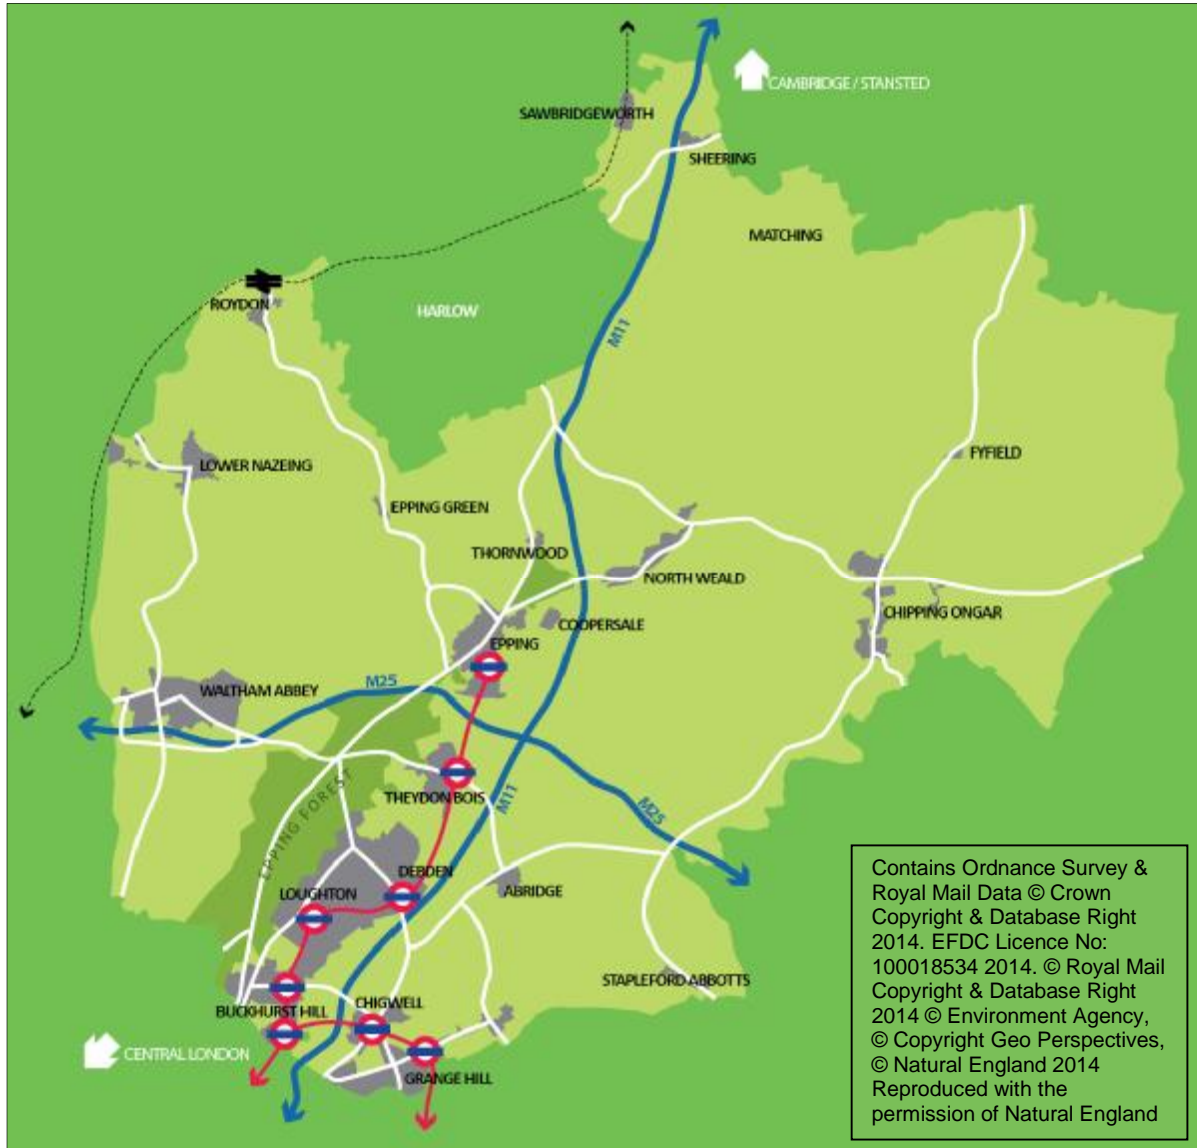 CAMBRIDGE / STANSTED
SAWBRIDGEWORTH
SHEERING
MATCHING
ROYDON
HARLOW
M11
LOWER NAZEING
FYFIELD
EPPING GREEN
THORNWOOD
NORTH WEALD
CHIPPING ONGAR
COOPERSALE
EPPING
WALTHAM ABBEY
M25
THEYDON BOIS
M11
M25
EPPING FOREST
DEBDEN
LOUGHTON
ABRIDGE
STAPLEFORD ABBOTTS
CHIGWELL
BUCKHURST HILL
CENTRAL LONDON
GRANGE HILL
Contains Ordnance Survey &
Royal Mail Data © Crown
Copyright & Database Right
2014. EFDC Licence No:
100018534 2014. © Royal Mail
Copyright & Database Right
2014 © Environment Agency,
© Copyright Geo Perspectives,
© Natural England 2014
Reproduced with the
permission of Natural England